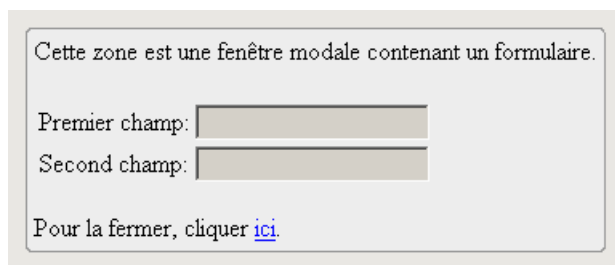 Cette zone est une fenêtre modale contenant un formulaire.
Premier champ:
Second champ:
Pour la fermer, cliquer ici.